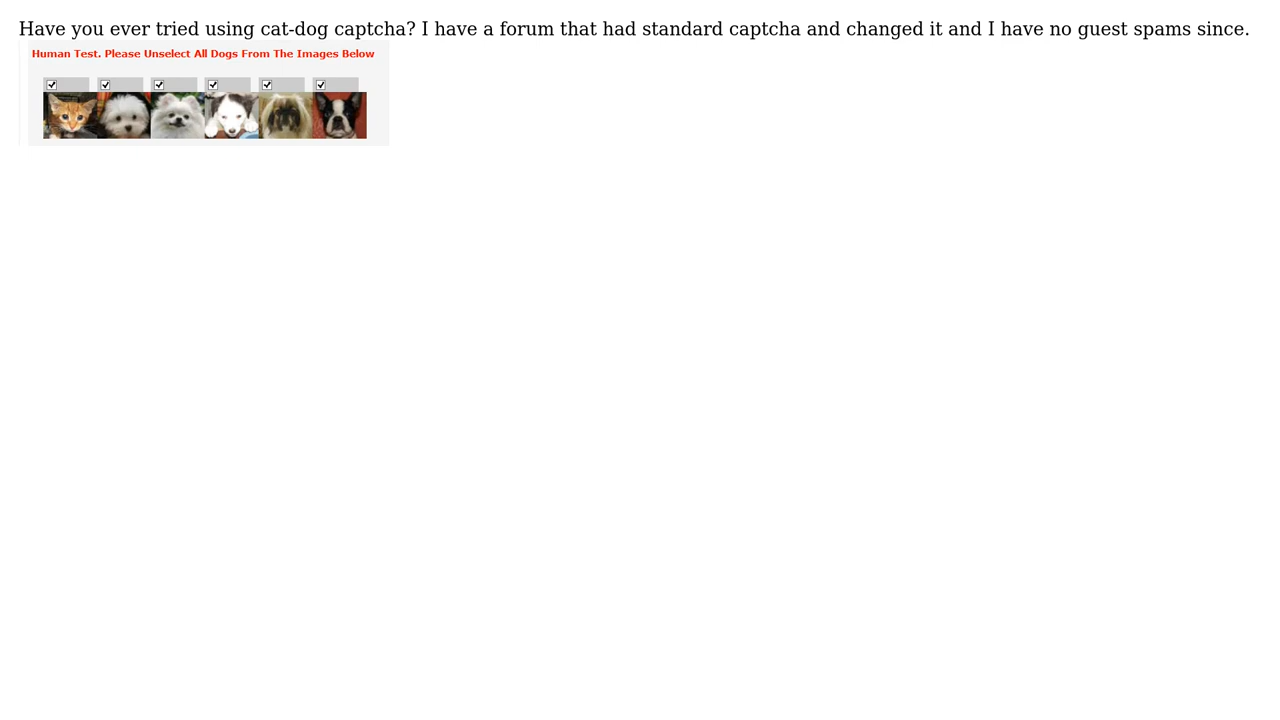 Have you ever tried using cat-dog captcha? I have a forum that had standard captcha and changed it and I have no guest spams since.
Human Test. Please Unselect All Dogs From The Images Below